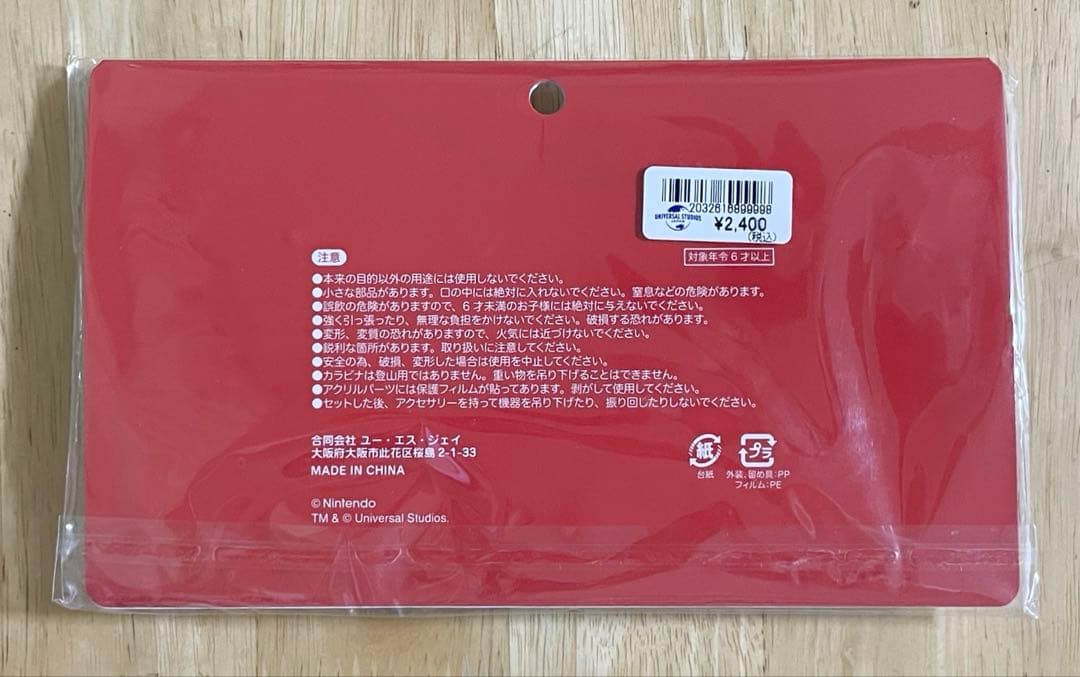 2032618999998
UNIVERSAL STUDIOS
JAPAN
¥2,400
(税込)
対象年令6才以上
注意
●本来の目的以外の用途には使用しないでください。
●小さな部品があります。口の中には絶対に入れないでください。窒息などの危険があります。
●誤飲の危険がありますので、6才未満のお子様には絶対に与えないでください。
●強く引っ張ったり、無理な負担をかけないでください。破損する恐れがあります。
●変形、変質の恐れがありますので、火気には近づけないでください。
●鋭利な箇所があります。取り扱いに注意してください。
●安全の為、破損、変形した場合は使用を中止してください。
●カラビナは登山用ではありません。重い物を吊り下げることはできません。
●アクリルパーツには保護フィルムが貼ってあります。剥がして使用してください。
●セットした後、アクセサリーを持って機器を吊り下げたり、振り回したりしないでください。
合同会社 ユー・エス・ジェイ
大阪府大阪市此花区桜島2-1-33
MADE IN CHINA
紙
台紙
プラ
外装、留め具:PP
フィルム:PE
© Nintendo
TM & © Universal Studios.